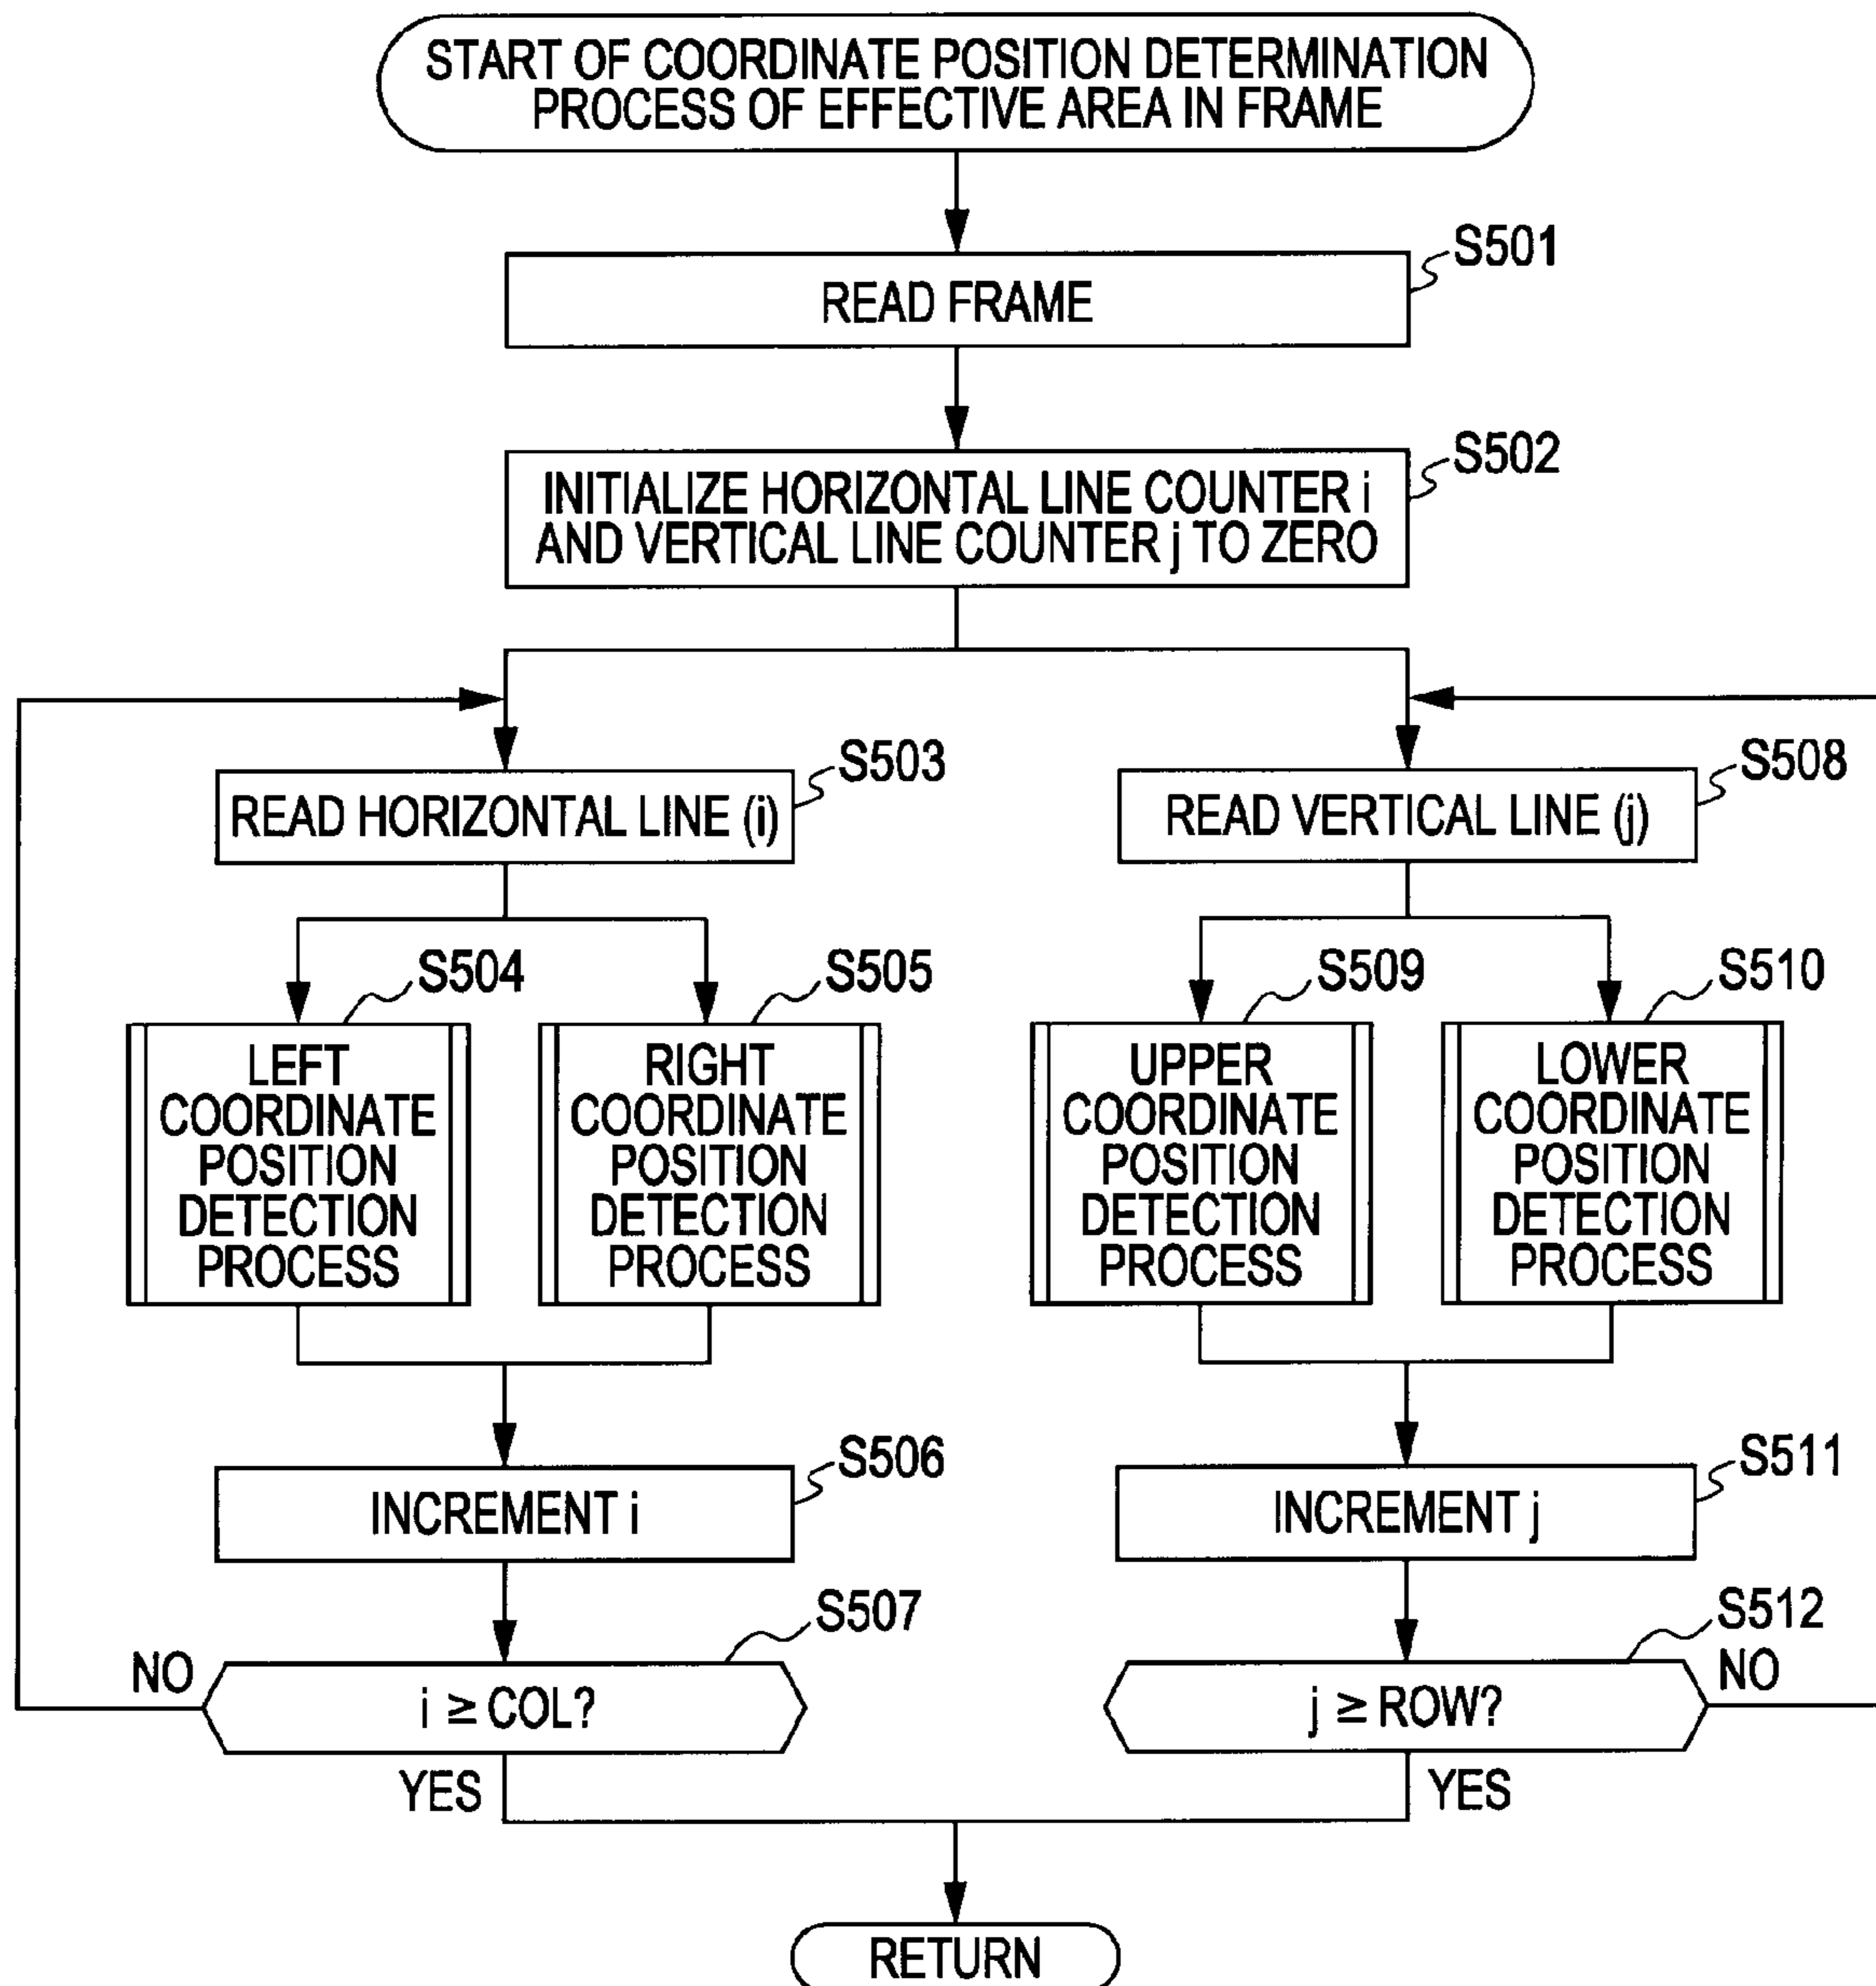 START OF COORDINATE POSITION DETERMINATION
PROCESS OF EFFECTIVE AREA IN FRAME
S501
READ FRAME
S502
INITIALIZE HORIZONTAL LINE COUNTER i
AND VERTICAL LINE COUNTER j TO ZERO
S503
READ HORIZONTAL LINE (i)
S508
READ VERTICAL LINE (j)
S504
LEFT
COORDINATE
POSITION
DETECTION
PROCESS
S505
RIGHT
COORDINATE
POSITION
DETECTION
PROCESS
S509
UPPER
COORDINATE
POSITION
DETECTION
PROCESS
S510
LOWER
COORDINATE
POSITION
DETECTION
PROCESS
S506
INCREMENT i
S511
INCREMENT j
S507
NO
i ≥ COL?
YES
S512
NO
j ≥ ROW?
YES
RETURN